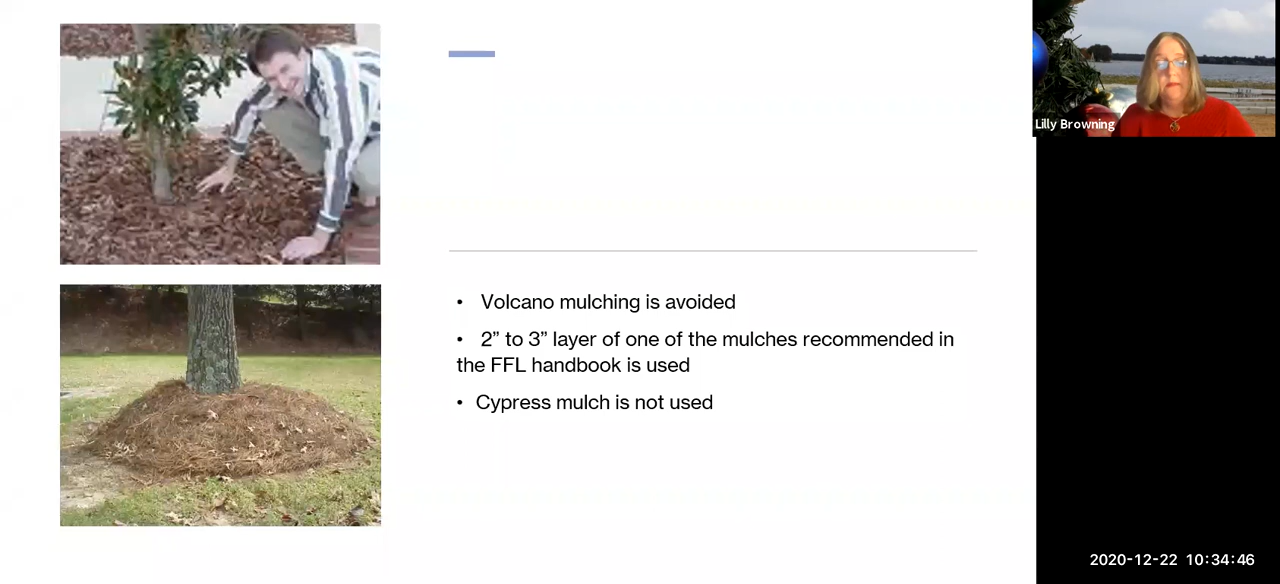 Lilly Browning
• Volcano mulching is avoided
• 2” to 3” layer of one of the mulches recommended in
the FFL handbook is used
• Cypress mulch is not used
2020-12-22 10:34:46